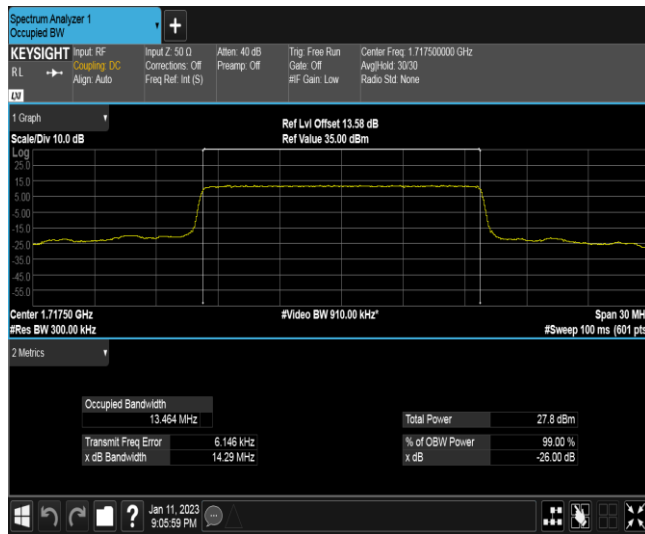 Spectrum Analyzer 1
Occupied BW
+
KEYSIGHT
R L
LXI
Input: RF
Coupling: DC
Align: Auto
Input Z: 50 Ω
Corrections: Off
Freq Ref: Int (S)
Atten: 40 dB
Preamp: Off
Trig: Free Run
Gate: Off
#IF Gain: Low
Center Freq: 1.717500000 GHz
Avg|Hold: 30/30
Radio Std: None
1 Graph
Scale/Div 10.0 dB
Ref Lvl Offset 13.58 dB
Ref Value 35.00 dBm
Log
25.0
15.0
5.00
-5.00
-15.0
-25.0
-35.0
-45.0
-55.0
Center 1.71750 GHz
#Res BW 300.00 kHz
#Video BW 910.00 kHz*
Span 30 MH
#Sweep 100 ms (601 pts
2 Metrics
Occupied Bandwidth
13.464 MHz
Transmit Freq Error 6.146 kHz
x dB Bandwidth 14.29 MHz
Total Power 27.8 dBm
% of OBW Power 99.00 %
x dB -26.00 dB
?
Jan 11, 2023
9:05:59 PM